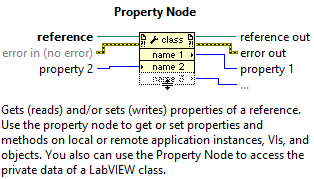 Property Node
reference
error in (no error)
property 2
class
name 1
name 2
name 3
reference out
error out
property 1
...
Gets (reads) and/or sets (writes) properties of a reference.
Use the property node to get or set properties and
methods on local or remote application instances, VIs, and
objects. You also can use the Property Node to access the
private data of a LabVIEW class.